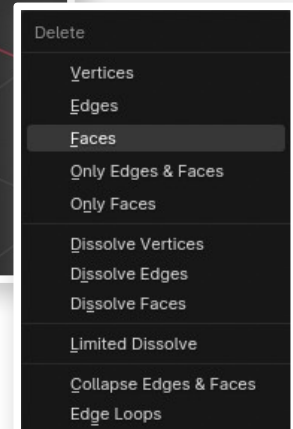 Delete
Vertices
Edges
Faces
Only Edges & Faces
Only Faces
Dissolve Vertices
Dissolve Edges
Dissolve Faces
Limited Dissolve
Collapse Edges & Faces
Edge Loops